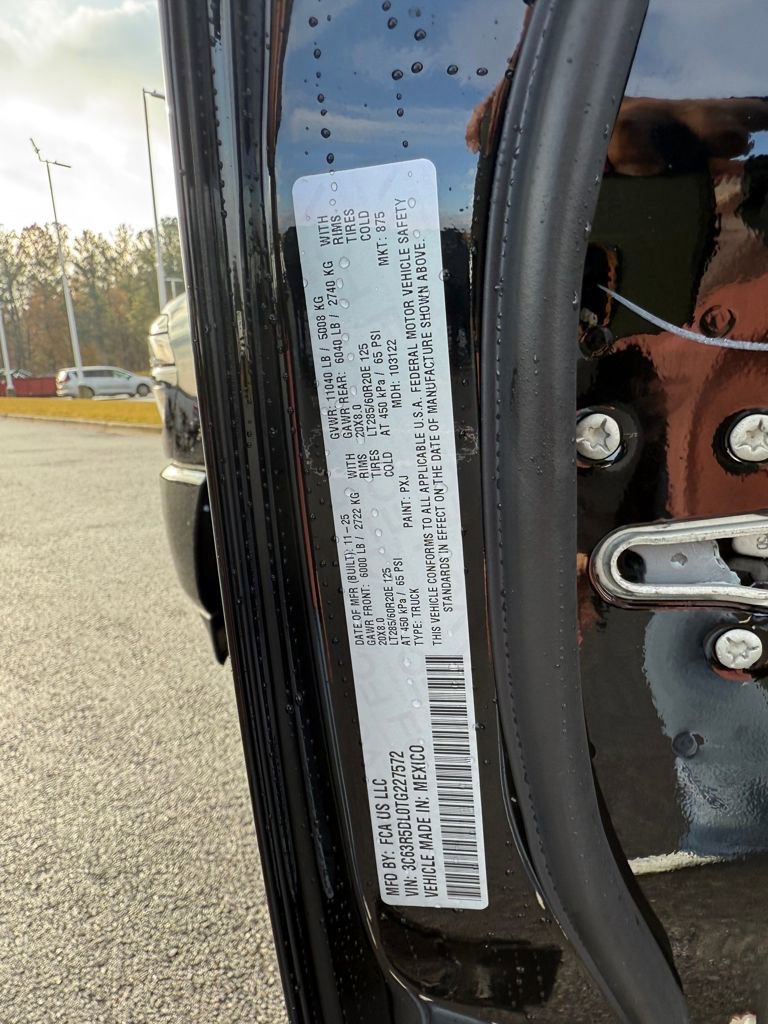 MFD BY: FCA US LLC
DATE OF MFR (BUILT): 11-25
GVWR: 11040 LB / 5008 KG
GAWR FRONT: 6000 LB / 2722 KG
WITH
GAWR REAR: 6040 LB / 2740 KG
WITH
20X8.0
RIMS
20X8.0
RIMS
LT285/60R20E 125
TIRES
LT285/60R20E 125
TIRES
AT 450 kPa / 65 PSI
COLD
AT 450 kPa / 65 PSI
COLD
VIN: 3C63R5DL0TG227572
TYPE: TRUCK
PAINT: PXJ
MDH: 103122
MKT: 875
VEHICLE MADE IN: MEXICO
THIS VEHICLE CONFORMS TO ALL APPLICABLE U.S.A. FEDERAL MOTOR VEHICLE SAFETY
STANDARDS IN EFFECT ON THE DATE OF MANUFACTURE SHOWN ABOVE.